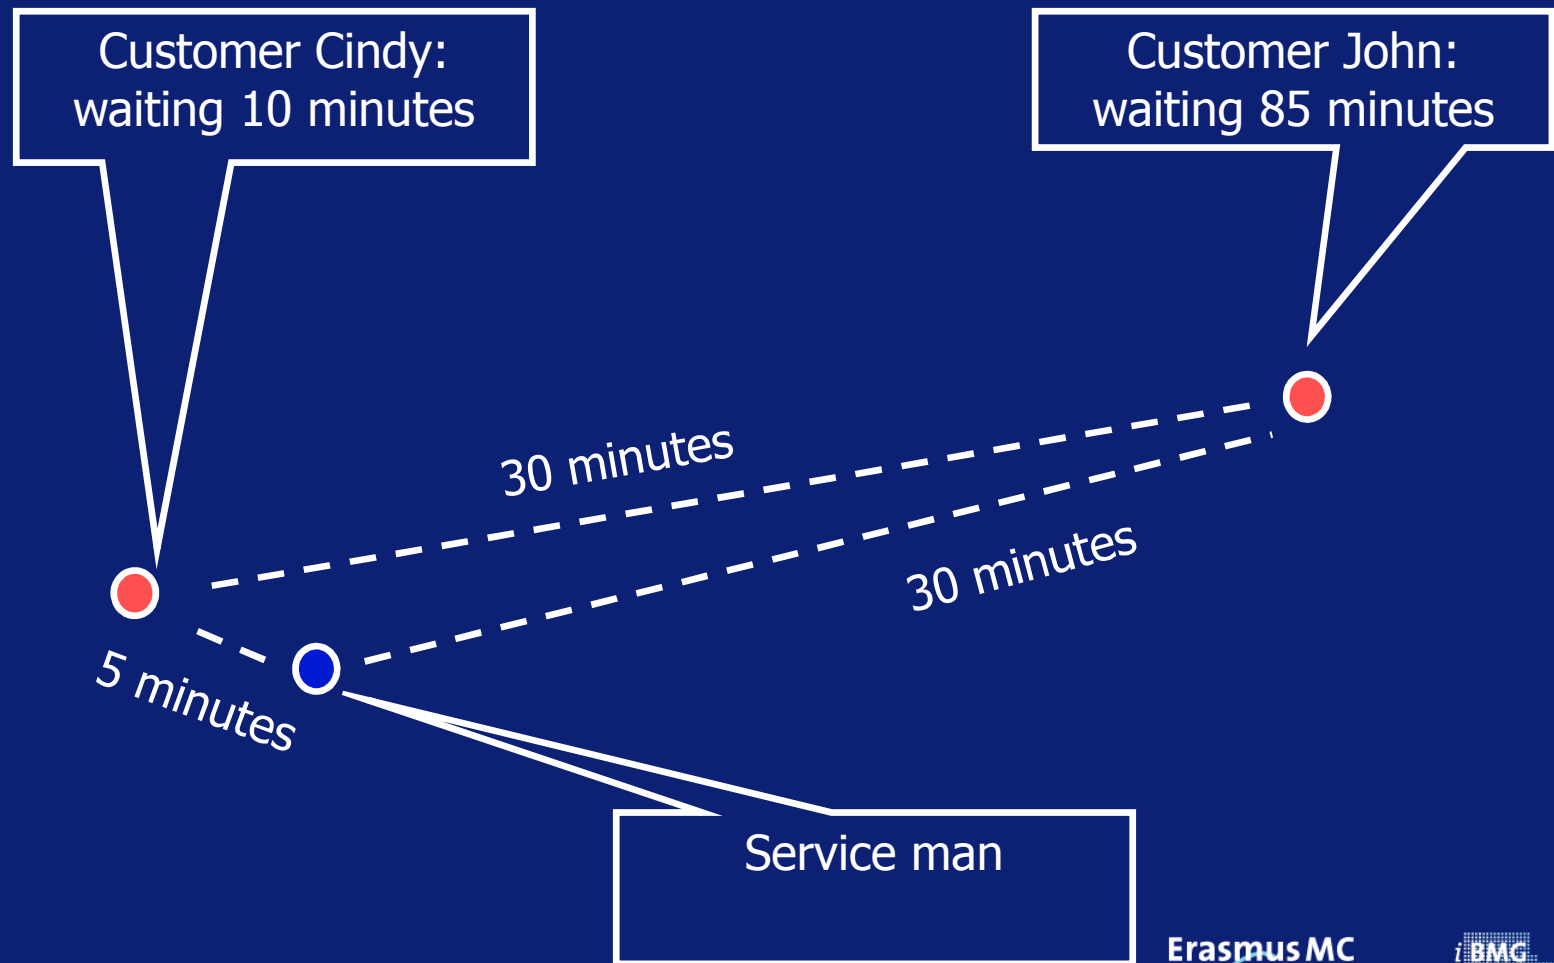 Customer Cindy:
waiting 10 minutes
Customer John:
waiting 85 minutes
30 minutes
30 minutes
5 minutes
Service man
Erasmus MC
iBMG